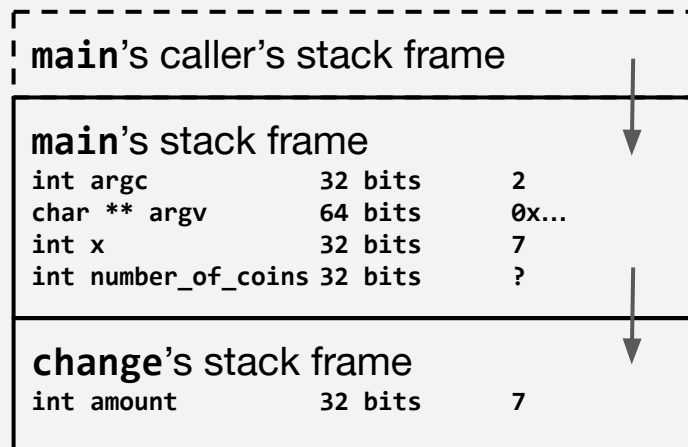 main’s caller’s stack frame
main’s stack frame
int argc 32 bits 2
char ** argv 64 bits 0x…
int x 32 bits 7
int number_of_coins 32 bits ?
change’s stack frame
int amount 32 bits 7